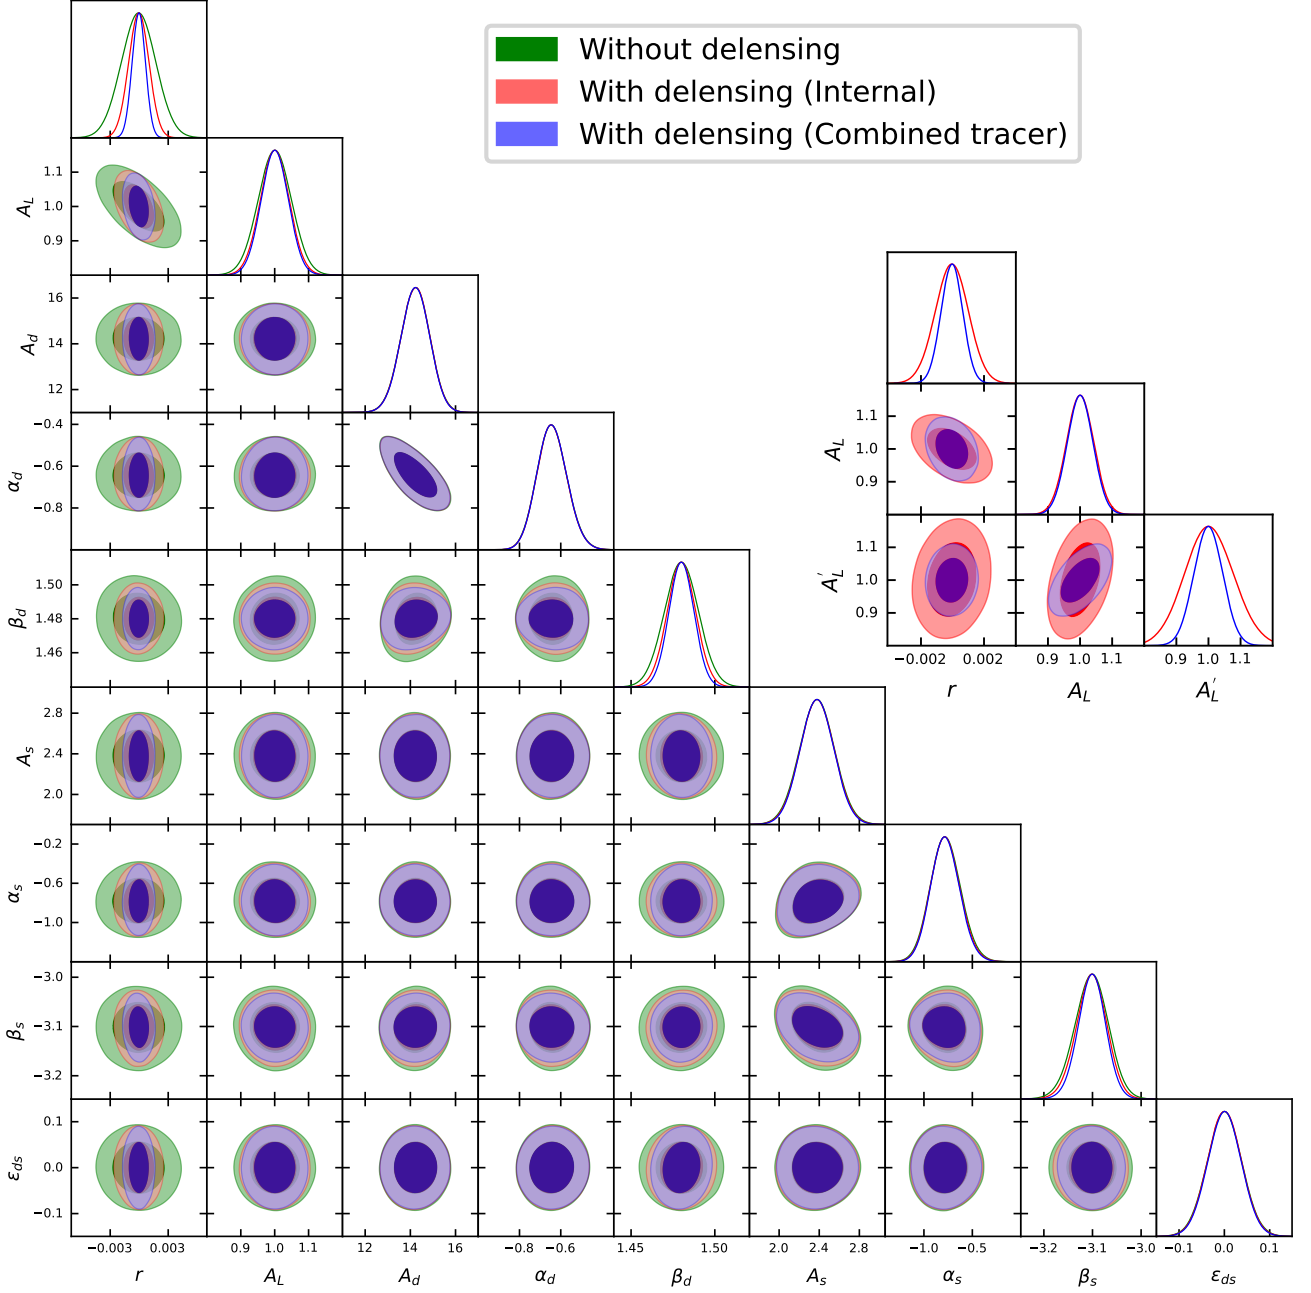 Without delensing
With delensing (Internal)
With delensing (Combined tracer)
A_L
1.1
1.0
0.9
A_d
16
14
12
α_d
−0.4
−0.6
−0.8
β_d
1.50
1.48
1.46
A_s
2.8
2.4
2.0
α_s
−0.2
−0.6
−1.0
β_s
−3.0
−3.1
−3.2
ε_ds
0.1
0.0
−0.1
−0.003 0.003 0.9 1.0 1.1 12 14 16 −0.8 −0.6 1.45 1.50 2.0 2.4 2.8 −1.0 −0.5 −3.2 −3.1 −3.0 −0.1 0.0 0.1
r A_L A_d α_d β_d A_s α_s β_s ε_ds
A_L
1.1
1.0
0.9
A_L'
1.1
1.0
0.9
−0.002 0.002 0.9 1.0 1.1 0.9 1.0 1.1
r A_L A_L'